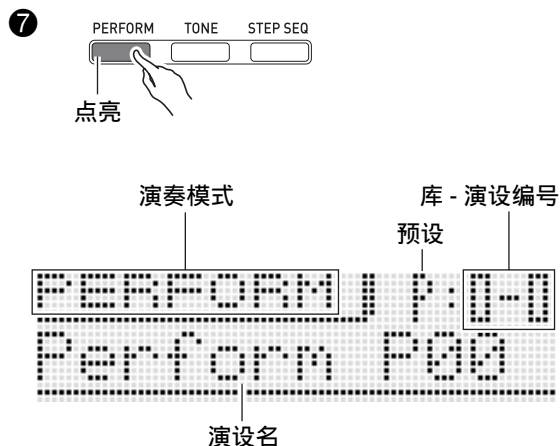 ❼
PERFORM TONE STEP SEQ
点亮
演奏模式 库 - 演设编号
预设
PERFORM P:0-0
Perform P00
演设名